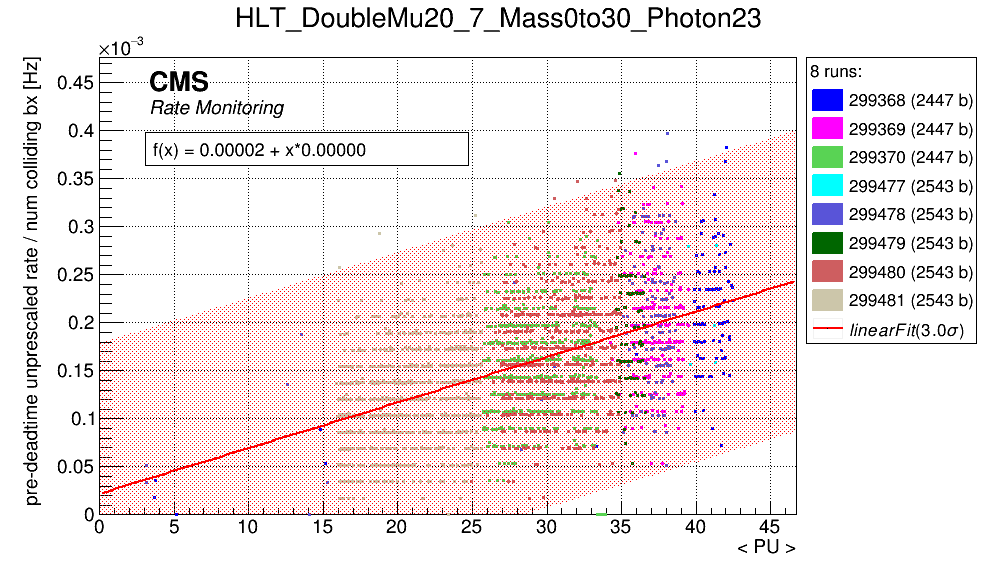 HLT_DoubleMu20_7_Mass0to30_Photon23
×10⁻³
pre-deadtime unprescaled rate / num colliding bx [Hz]
CMS
Rate Monitoring
f(x) = 0.00002 + x*0.00000
0.45
0.4
0.35
0.3
0.25
0.2
0.15
0.1
0.05
0
0 5 10 15 20 25 30 35 40 45
< PU >
8 runs:
299368 (2447 b)
299369 (2447 b)
299370 (2447 b)
299477 (2543 b)
299478 (2543 b)
299479 (2543 b)
299480 (2543 b)
299481 (2543 b)
linearFit(3.0σ)